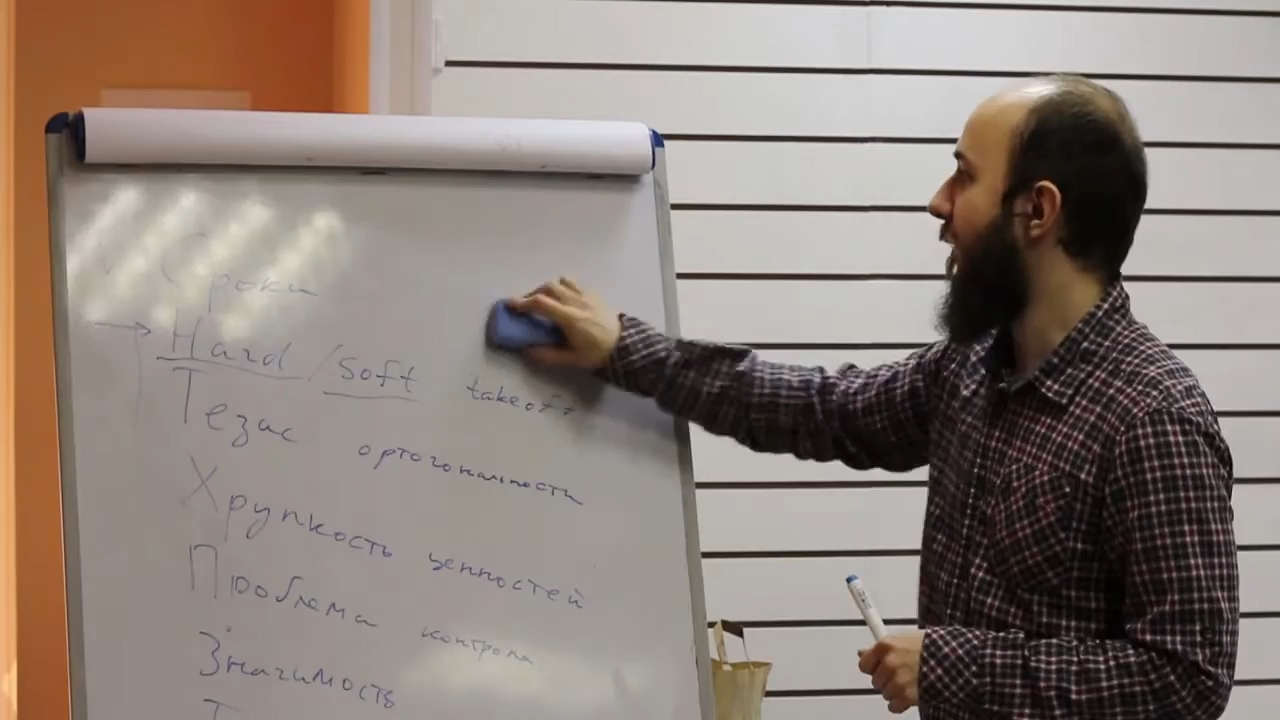 Сроки
Hard / Soft takeoff
Тезис ортогональности
Хрупкость ценностей
Проблема контроля
Значимость